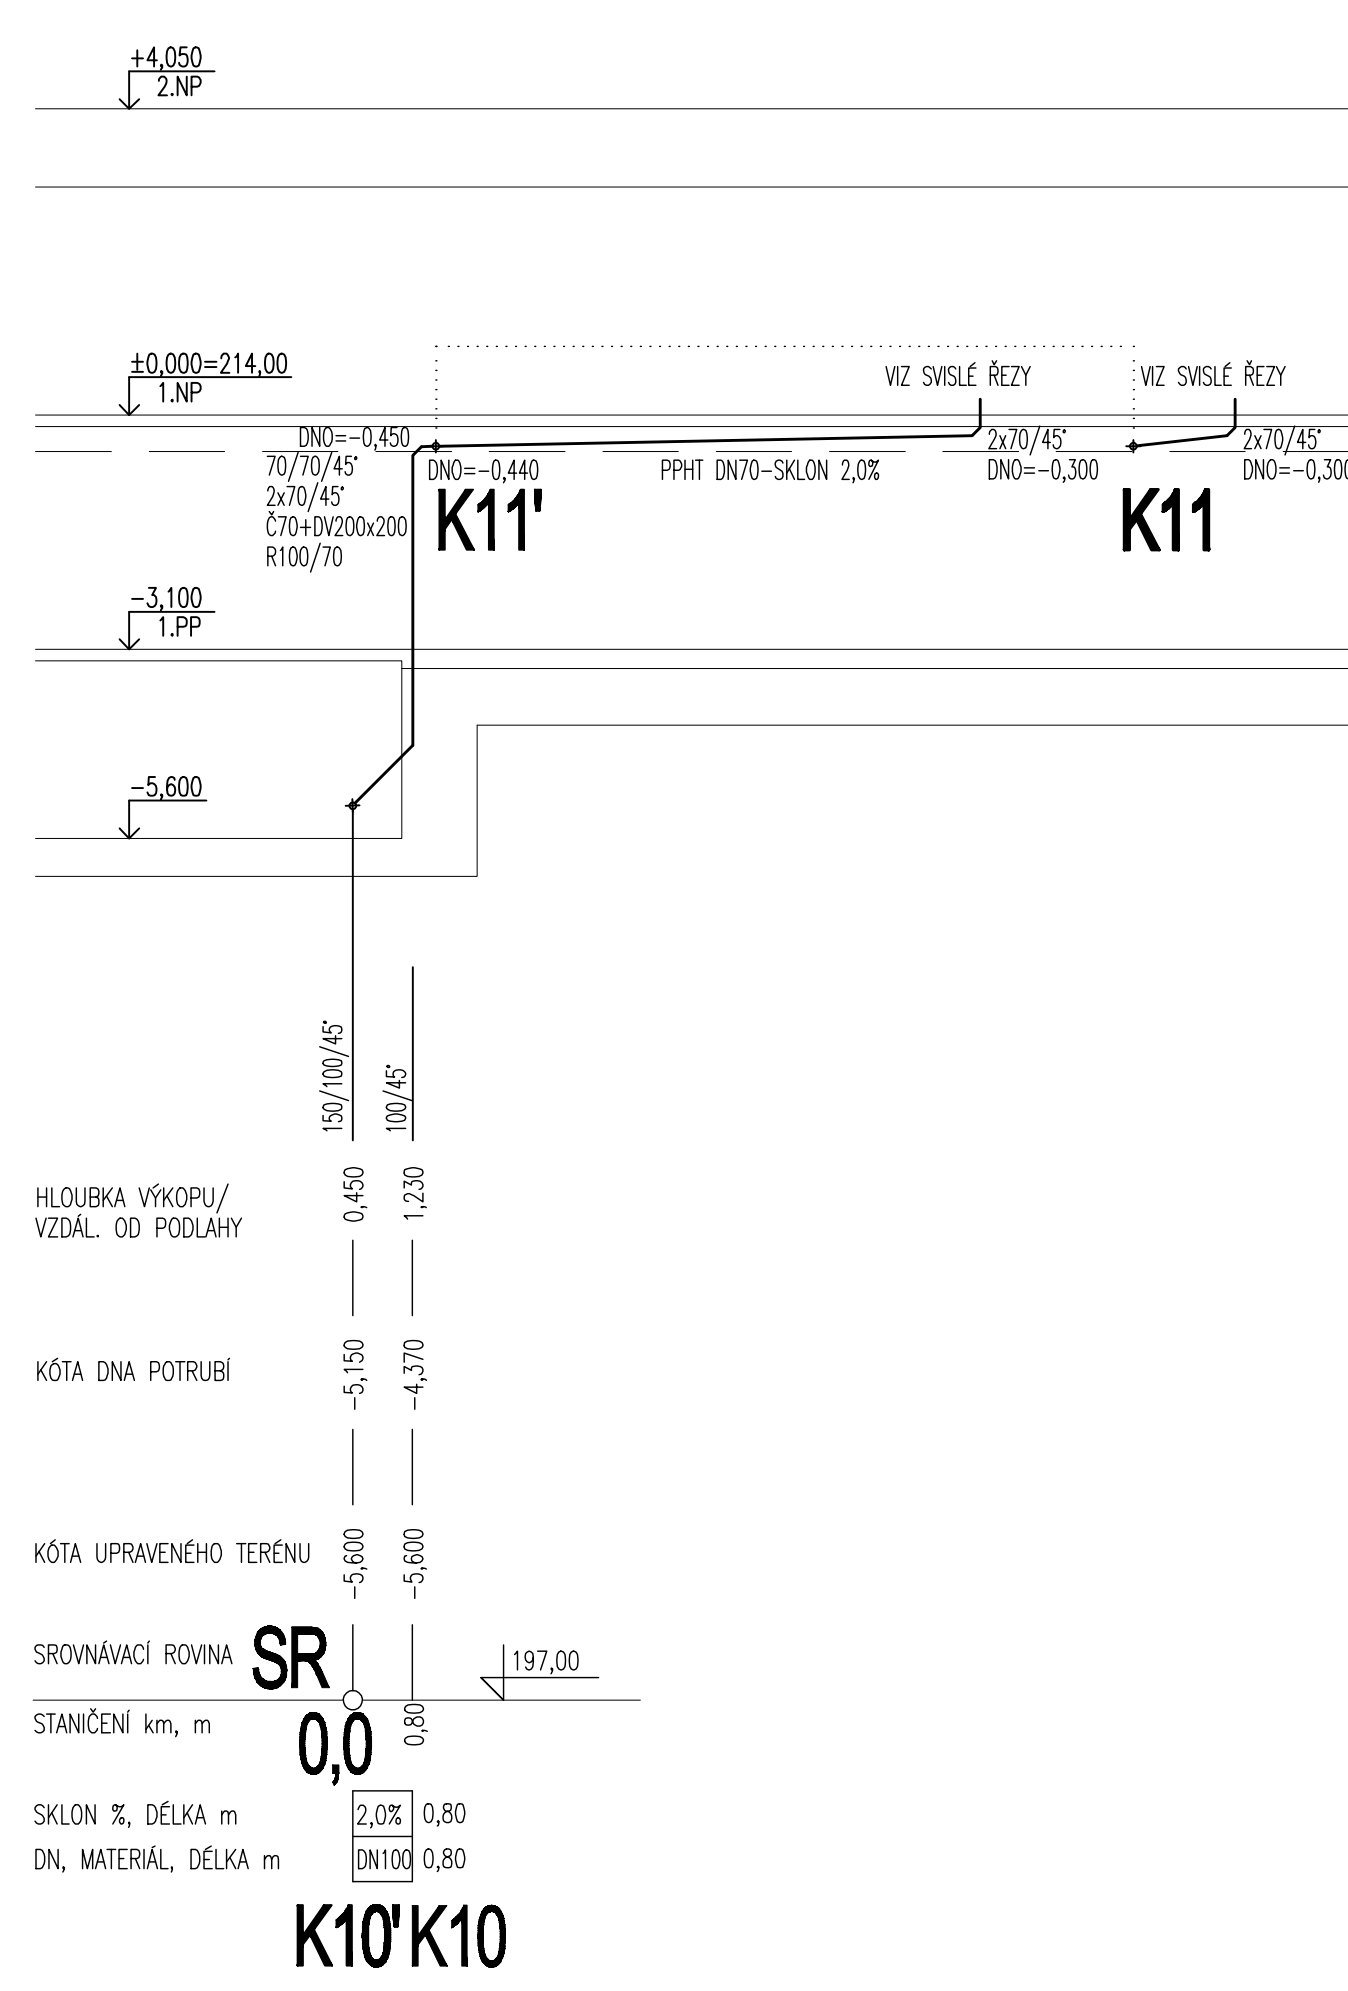 +4,050
2.NP
±0,000=214,00
1.NP
VIZ SVISLÉ ŘEZY
VIZ SVISLÉ ŘEZY
DNO=-0,450
70/70/45°
2x70/45°
Č70+DV200x200
R100/70
DNO=-0,440
PPHT DN70-SKLON 2,0%
2x70/45°
DNO=-0,300
2x70/45°
DNO=-0,300
K11'
K11
-3,100
1.PP
-5,600
150/100/45°
100/45°
HLOUBKA VÝKOPU/
VZDÁL. OD PODLAHY
0,450
1,230
KÓTA DNA POTRUBÍ
-5,150
-4,370
KÓTA UPRAVENÉHO TERÉNU
-5,600
-5,600
SROVNÁVACÍ ROVINA
SR
197,00
STANIČENÍ km, m
0,0
0,80
SKLON %, DÉLKA m
2,0%
0,80
DN, MATERIÁL, DÉLKA m
DN100
0,80
K10'
K10